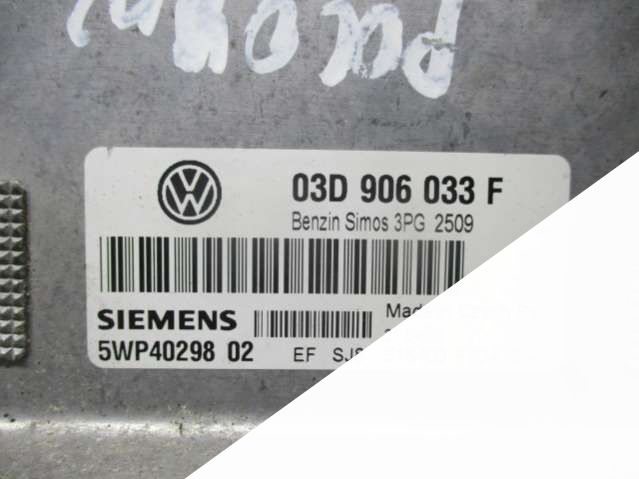 03D 906 033 F
Benzin Simos 3PG 2509
SIEMENS
5WP40298 02
EF